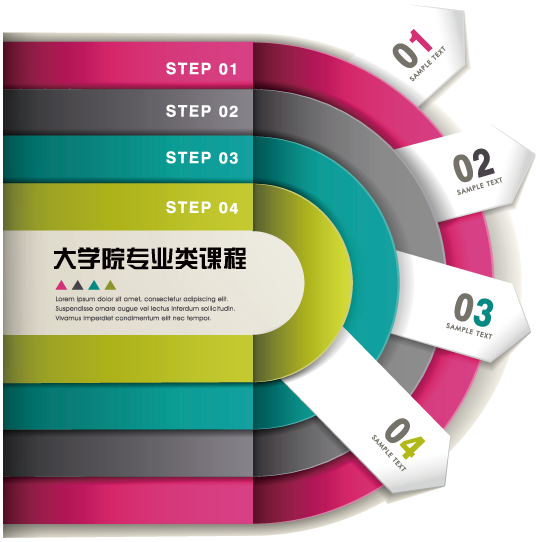 STEP 01
STEP 02
STEP 03
STEP 04
大学院专业类课程
Lorem ipsum dolor sit amet, consectetur adipiscing elit.
Suspendisse ornare augue vel lectus interdum sollicitudin.
Vivamus imperdiet condimentum elit nec tempor.
01
SAMPLE TEXT
02
SAMPLE TEXT
03
SAMPLE TEXT
04
SAMPLE TEXT